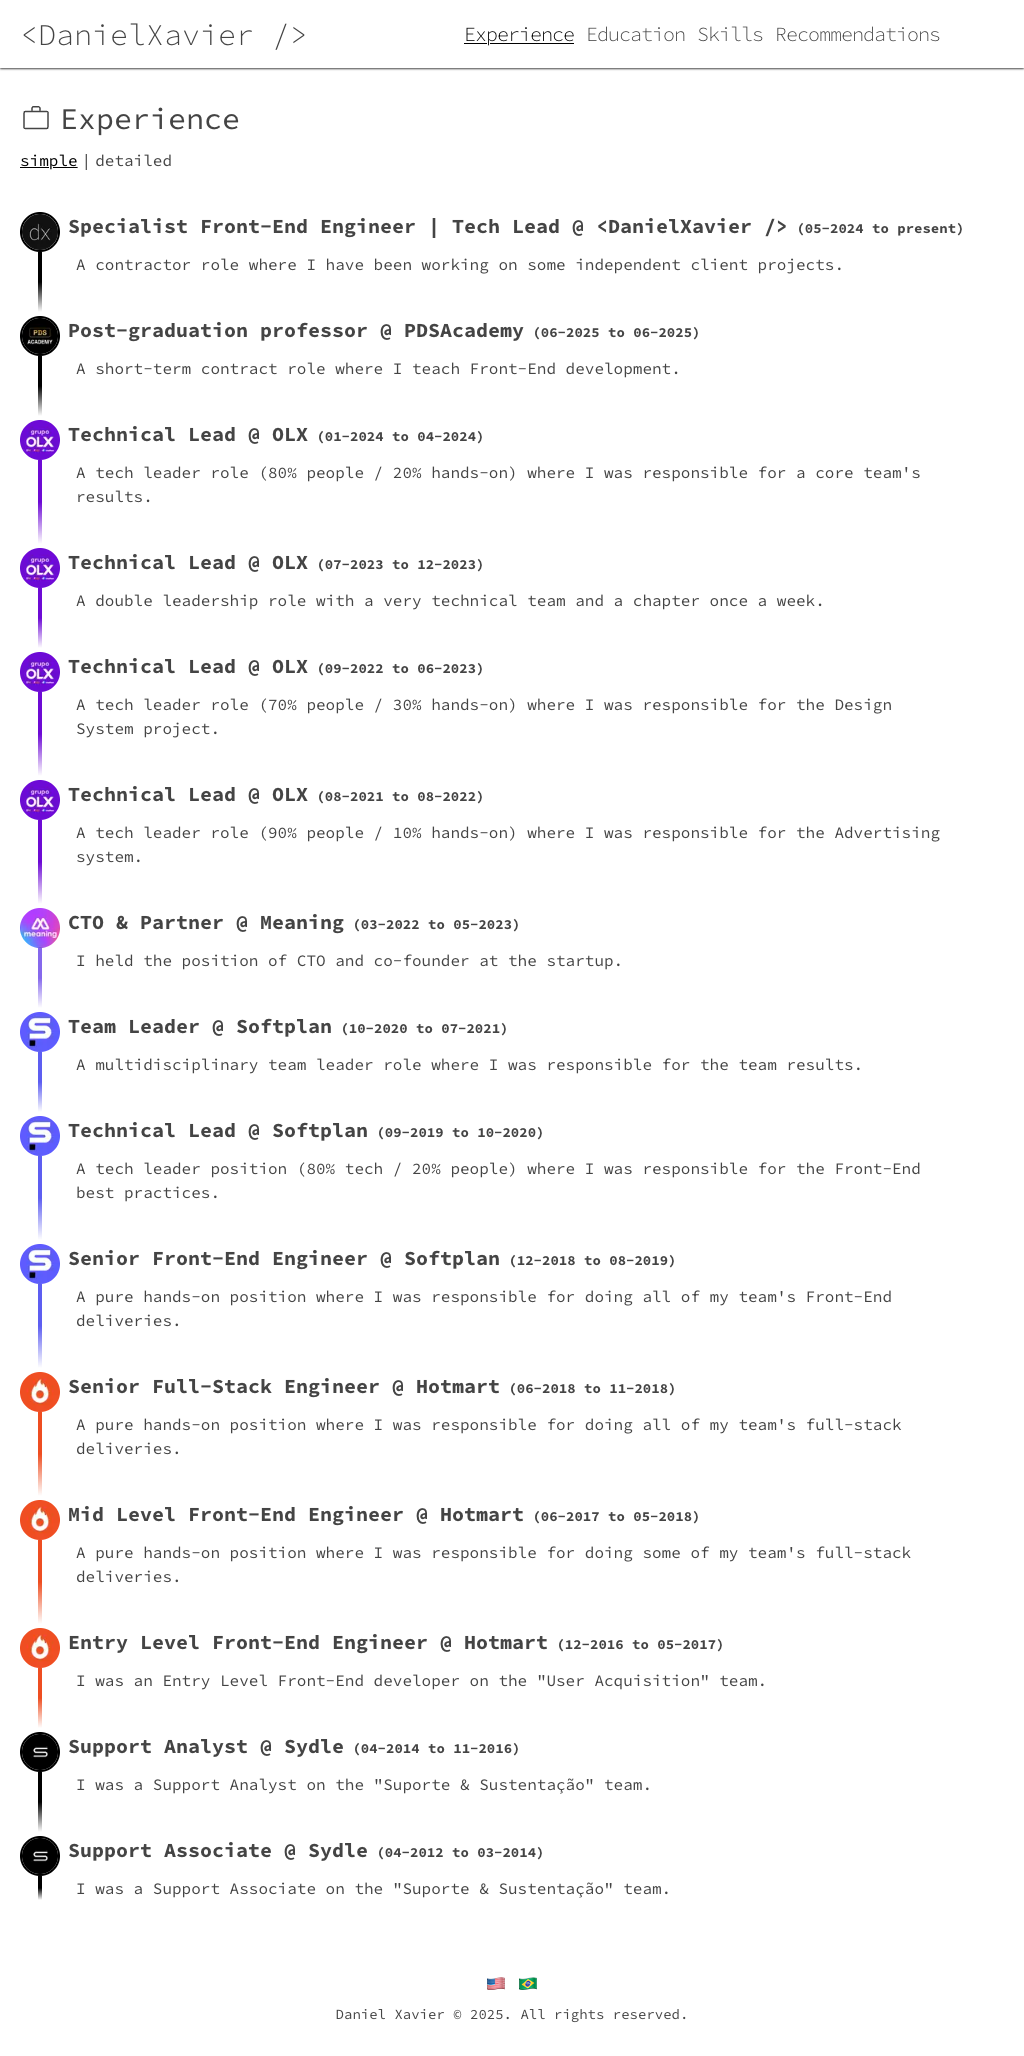 <DanielXavier />
Experience Education Skills Recommendations
Experience
simple | detailed
dx
Specialist Front-End Engineer | Tech Lead @ <DanielXavier /> (05-2024 to present)
A contractor role where I have been working on some independent client projects.
PDS
ACADEMY
Post-graduation professor @ PDSAcademy (06-2025 to 06-2025)
A short-term contract role where I teach Front-End development.
grupo
OLX
Technical Lead @ OLX (01-2024 to 04-2024)
A tech leader role (80% people / 20% hands-on) where I was responsible for a core team's
results.
grupo
OLX
Technical Lead @ OLX (07-2023 to 12-2023)
A double leadership role with a very technical team and a chapter once a week.
grupo
OLX
Technical Lead @ OLX (09-2022 to 06-2023)
A tech leader role (70% people / 30% hands-on) where I was responsible for the Design
System project.
grupo
OLX
Technical Lead @ OLX (08-2021 to 08-2022)
A tech leader role (90% people / 10% hands-on) where I was responsible for the Advertising
system.
meaning
CTO & Partner @ Meaning (03-2022 to 05-2023)
I held the position of CTO and co-founder at the startup.
Team Leader @ Softplan (10-2020 to 07-2021)
A multidisciplinary team leader role where I was responsible for the team results.
Technical Lead @ Softplan (09-2019 to 10-2020)
A tech leader position (80% tech / 20% people) where I was responsible for the Front-End
best practices.
Senior Front-End Engineer @ Softplan (12-2018 to 08-2019)
A pure hands-on position where I was responsible for doing all of my team's Front-End
deliveries.
Senior Full-Stack Engineer @ Hotmart (06-2018 to 11-2018)
A pure hands-on position where I was responsible for doing all of my team's full-stack
deliveries.
Mid Level Front-End Engineer @ Hotmart (06-2017 to 05-2018)
A pure hands-on position where I was responsible for doing some of my team's full-stack
deliveries.
Entry Level Front-End Engineer @ Hotmart (12-2016 to 05-2017)
I was an Entry Level Front-End developer on the "User Acquisition" team.
Support Analyst @ Sydle (04-2014 to 11-2016)
I was a Support Analyst on the "Suporte & Sustentação" team.
Support Associate @ Sydle (04-2012 to 03-2014)
I was a Support Associate on the "Suporte & Sustentação" team.
Daniel Xavier © 2025. All rights reserved.